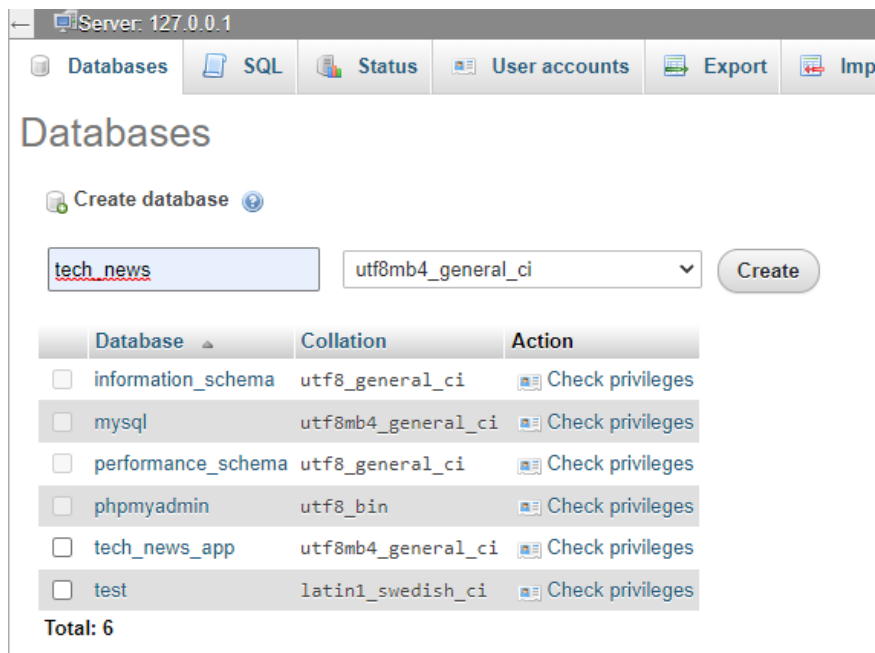 ← Server: 127.0.0.1
Databases SQL Status User accounts Export Imp
Databases
Create database
tech_news utf8mb4_general_ci Create
Database Collation Action
information_schema utf8_general_ci Check privileges
mysql utf8mb4_general_ci Check privileges
performance_schema utf8_general_ci Check privileges
phpmyadmin utf8_bin Check privileges
tech_news_app utf8mb4_general_ci Check privileges
test latin1_swedish_ci Check privileges
Total: 6